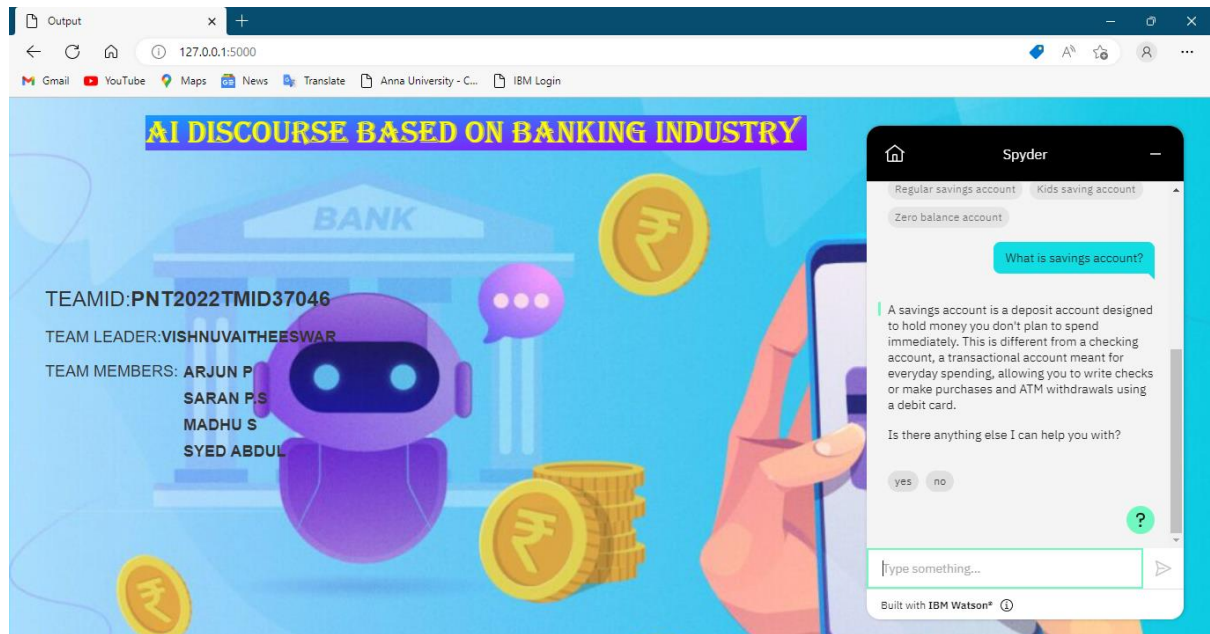 Output
127.0.0.1:5000
Gmail YouTube Maps News Translate Anna University - C... IBM Login
AI DISCOURSE BASED ON BANKING INDUSTRY
BANK
TEAMID:PNT2022TMID37046
TEAM LEADER:VISHNUVAITHEESWAR
TEAM MEMBERS: ARJUN P
SARAN P.S
MADHU S
SYED ABDUL
Spyder
Regular savings account Kids saving account
Zero balance account
What is savings account?
A savings account is a deposit account designed
to hold money you don't plan to spend
immediately. This is different from a checking
account, a transactional account meant for
everyday spending, allowing you to write checks
or make purchases and ATM withdrawals using
a debit card.
Is there anything else I can help you with?
yes no
?
Type something...
Built with IBM Watson®